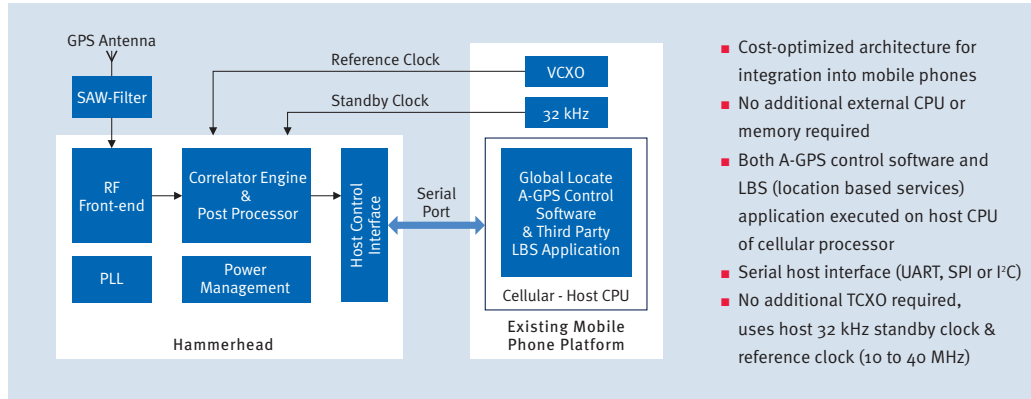 GPS Antenna
SAW-Filter
Reference Clock
VCXO
Standby Clock
32 kHz
RF
Front-end
Correlator Engine
&
Post Processor
Host Control
Interface
PLL
Power
Management
Hammerhead
Serial
Port
Global Locate
A-GPS Control
Software
& Third Party
LBS Application
Cellular - Host CPU
Existing Mobile
Phone Platform
■ Cost-optimized architecture for
integration into mobile phones
■ No additional external CPU or
memory required
■ Both A-GPS control software and
LBS (location based services)
application executed on host CPU
of cellular processor
■ Serial host interface (UART, SPI or I²C)
■ No additional TCXO required,
uses host 32 kHz standby clock &
reference clock (10 to 40 MHz)